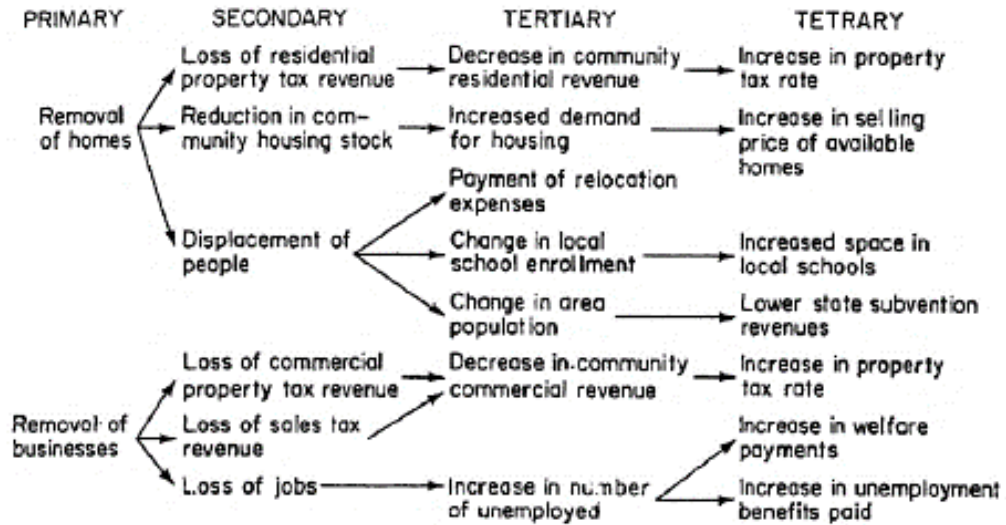 PRIMARY SECONDARY TERTIARY TETRARY
Loss of residential
property tax revenue
Decrease in community
residential revenue
Increase in property
tax rate
Removal
of homes
Reduction in com-
munity housing stock
Increased demand
for housing
Increase in selling
price of available
homes
Payment of relocation
expenses
Displacement of
people
Change in local
school enrollment
Increased space in
local schools
Change in area
population
Lower state subvention
revenues
Loss of commercial
property tax revenue
Decrease in community
commercial revenue
Increase in property
tax rate
Removal of
businesses
Loss of sales tax
revenue
Increase in welfare
payments
Loss of jobs
Increase in number
of unemployed
Increase in unemployment
benefits paid